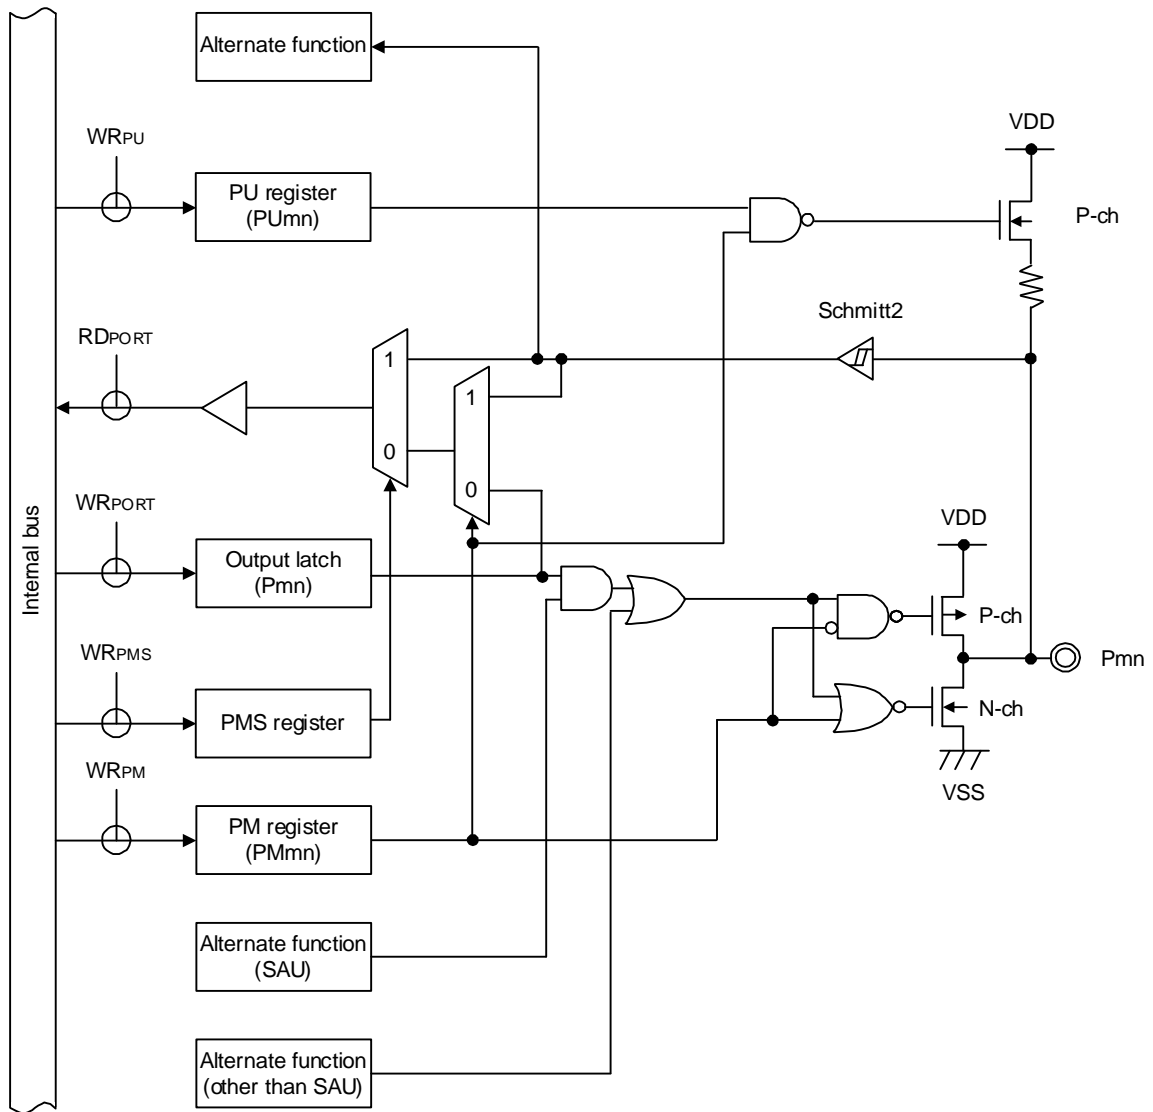 Alternate function
WRPU
VDD
PU register
(PUmn)
P-ch
Schmitt2
RDPORT
1
1
0
0
WRPORT
VDD
Internal bus
Output latch
(Pmn)
P-ch
WRPMS
Pmn
PMS register
N-ch
WRPM
VSS
PM register
(PMmn)
Alternate function
(SAU)
Alternate function
(other than SAU)